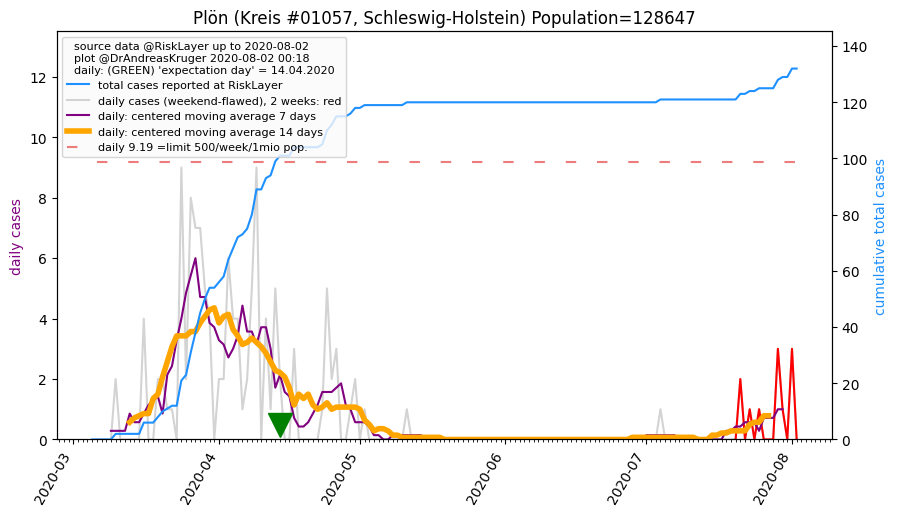 Plön (Kreis #01057, Schleswig-Holstein) Population=128647
source data @RiskLayer up to 2020-08-02
plot @DrAndreasKruger 2020-08-02 00:18
daily: (GREEN) 'expectation day' = 14.04.2020
total cases reported at RiskLayer
daily cases (weekend-flawed), 2 weeks: red
daily: centered moving average 7 days
daily: centered moving average 14 days
daily 9.19 =limit 500/week/1mio pop.
daily cases
12
10
8
6
4
2
0
140
120
100
80
60
40
20
0
cumulative total cases
2020-03
2020-04
2020-05
2020-06
2020-07
2020-08